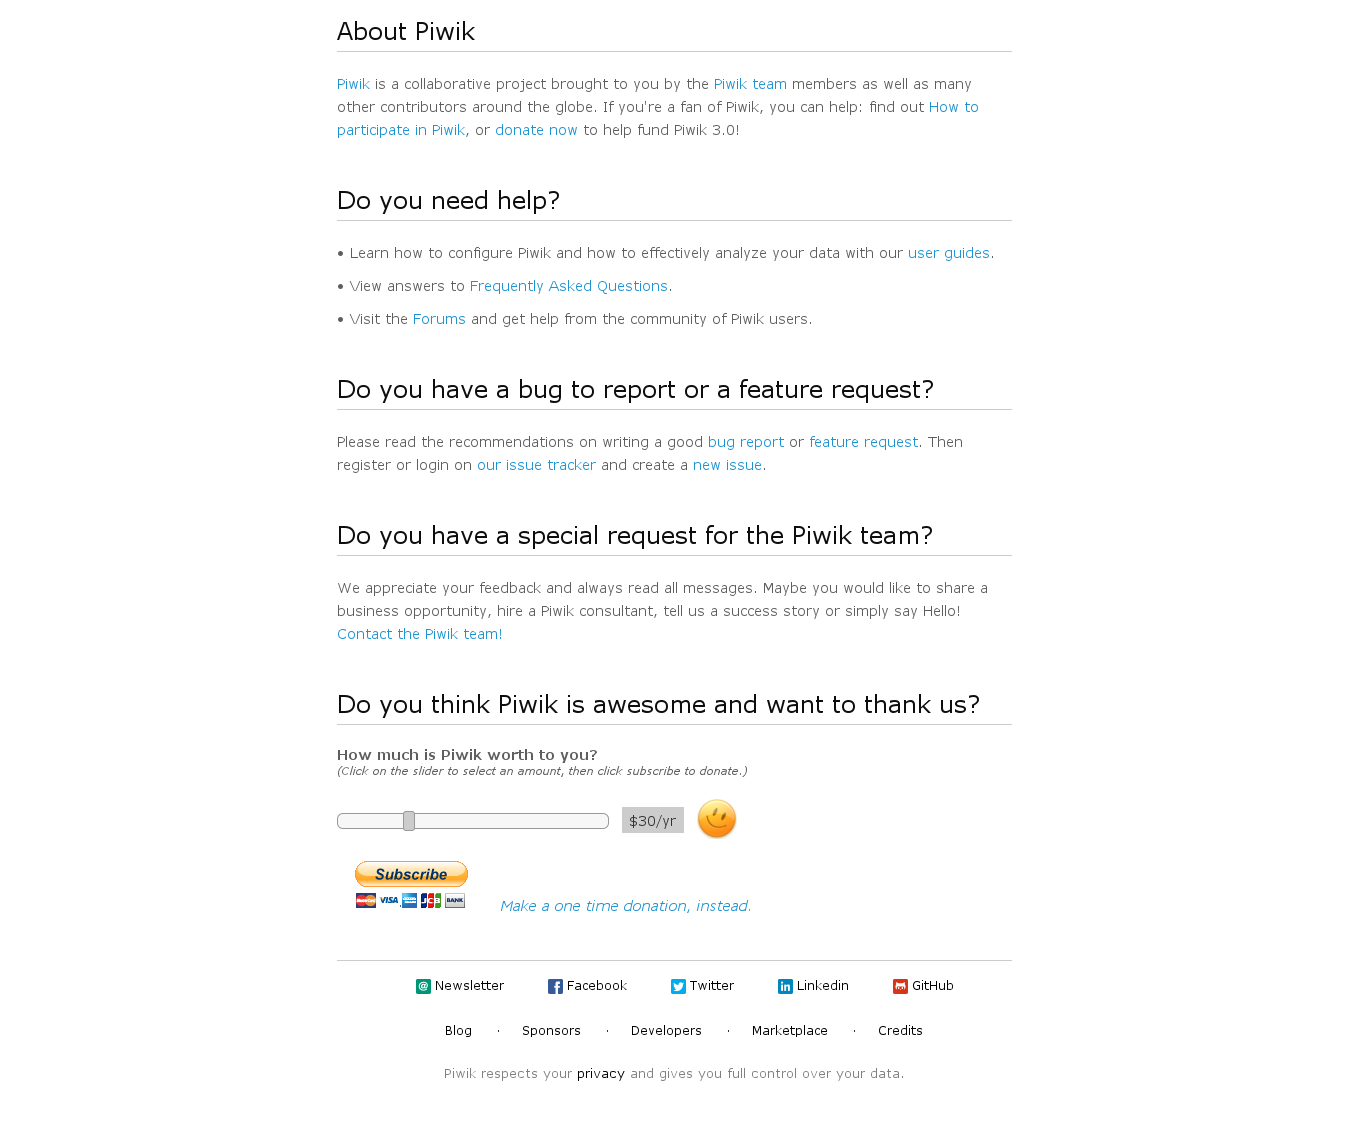 About Piwik
Piwik is a collaborative project brought to you by the Piwik team members as well as many
other contributors around the globe. If you're a fan of Piwik, you can help: find out How to
participate in Piwik, or donate now to help fund Piwik 3.0!
Do you need help?
• Learn how to configure Piwik and how to effectively analyze your data with our user guides.
• View answers to Frequently Asked Questions.
• Visit the Forums and get help from the community of Piwik users.
Do you have a bug to report or a feature request?
Please read the recommendations on writing a good bug report or feature request. Then
register or login on our issue tracker and create a new issue.
Do you have a special request for the Piwik team?
We appreciate your feedback and always read all messages. Maybe you would like to share a
business opportunity, hire a Piwik consultant, tell us a success story or simply say Hello!
Contact the Piwik team!
Do you think Piwik is awesome and want to thank us?
How much is Piwik worth to you?
(Click on the slider to select an amount, then click subscribe to donate.)
$30/yr
Subscribe
MasterCard VISA AMEX JCB BANK
Make a one time donation, instead.
Newsletter Facebook Twitter Linkedin GitHub
Blog · Sponsors · Developers · Marketplace · Credits
Piwik respects your privacy and gives you full control over your data.